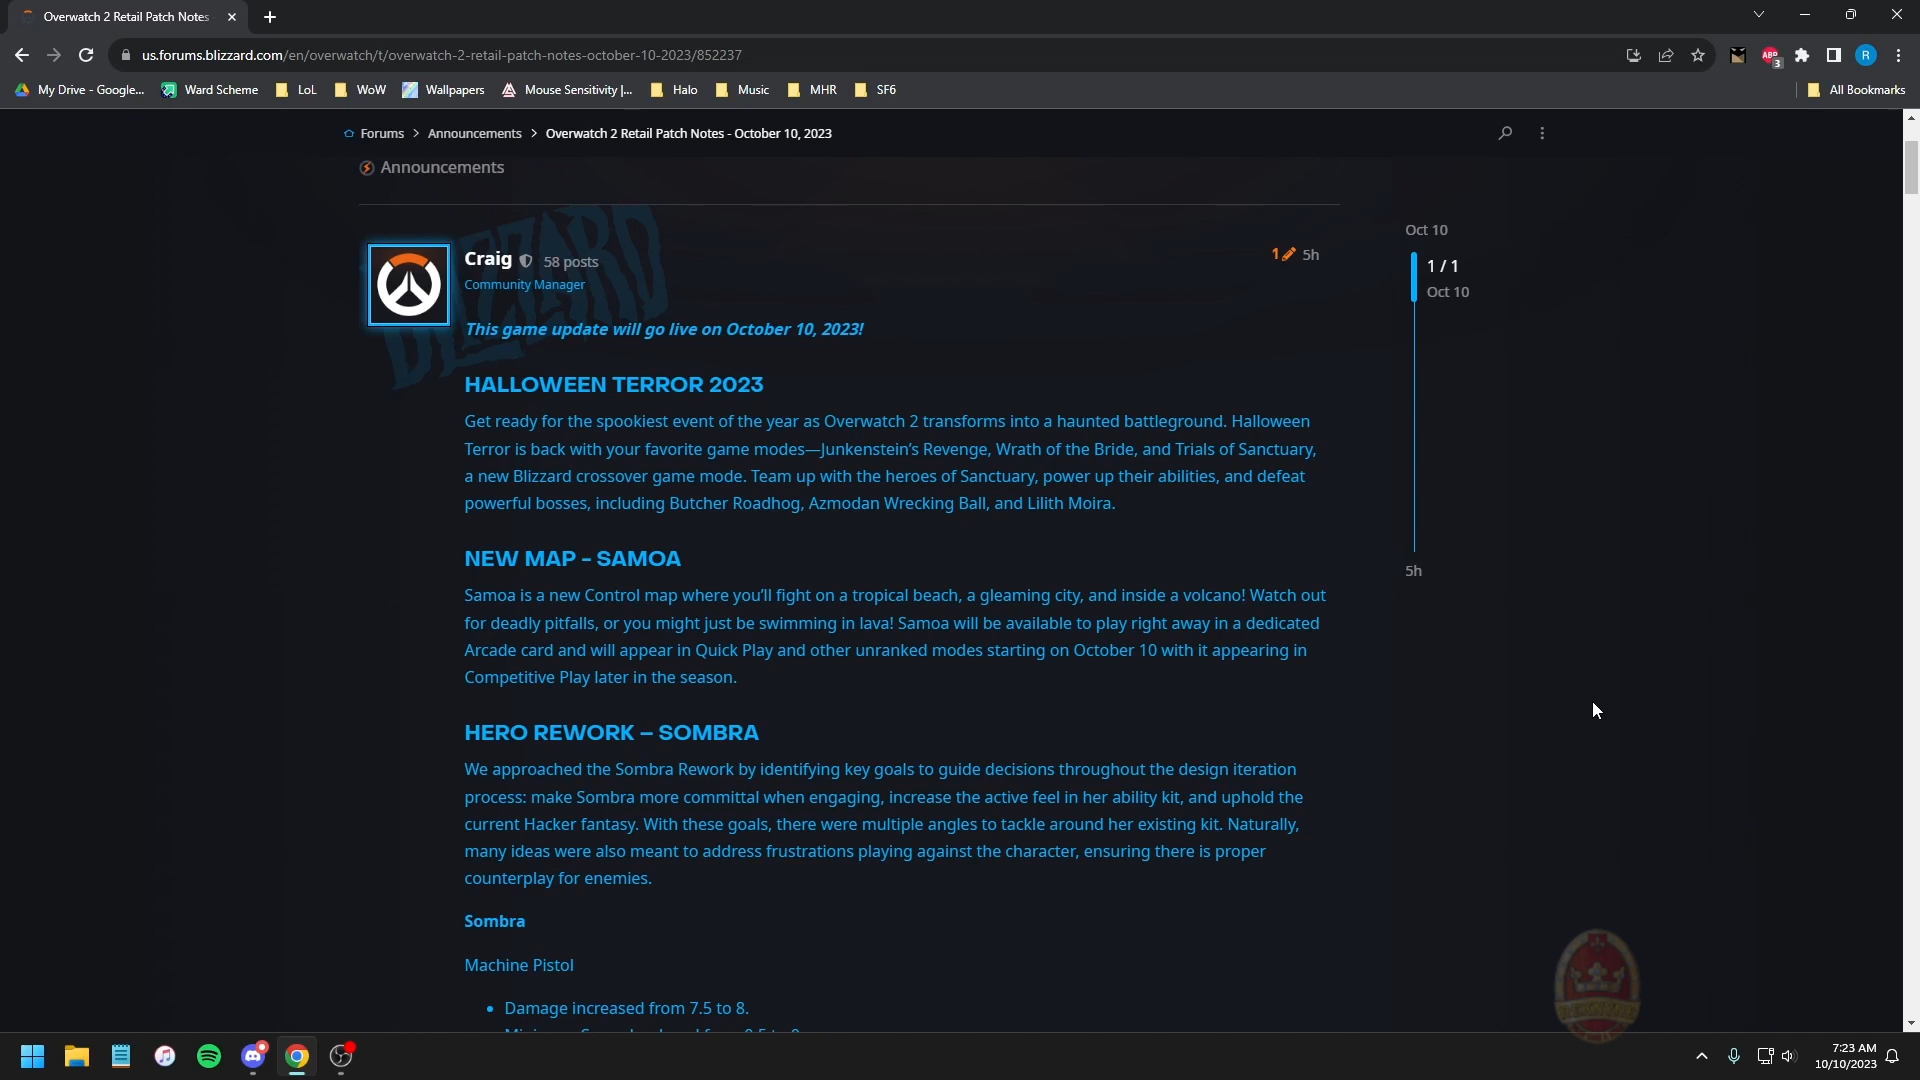 Overwatch 2 Retail Patch Notes
us.forums.blizzard.com/en/overwatch/t/overwatch-2-retail-patch-notes-october-10-2023/852237
ABP
3
R
My Drive - Google...
Ward Scheme
LoL
WoW
Wallpapers
Mouse Sensitivity |...
Halo
Music
MHR
SF6
All Bookmarks
Forums > Announcements > Overwatch 2 Retail Patch Notes - October 10, 2023
Announcements
BLIZZARD
Craig 58 posts
1 5h
Community Manager
Oct 10
1 / 1
Oct 10
5h
This game update will go live on October 10, 2023!
HALLOWEEN TERROR 2023
Get ready for the spookiest event of the year as Overwatch 2 transforms into a haunted battleground. Halloween
Terror is back with your favorite game modes—Junkenstein’s Revenge, Wrath of the Bride, and Trials of Sanctuary,
a new Blizzard crossover game mode. Team up with the heroes of Sanctuary, power up their abilities, and defeat
powerful bosses, including Butcher Roadhog, Azmodan Wrecking Ball, and Lilith Moira.
NEW MAP - SAMOA
Samoa is a new Control map where you’ll fight on a tropical beach, a gleaming city, and inside a volcano! Watch out
for deadly pitfalls, or you might just be swimming in lava! Samoa will be available to play right away in a dedicated
Arcade card and will appear in Quick Play and other unranked modes starting on October 10 with it appearing in
Competitive Play later in the season.
HERO REWORK – SOMBRA
We approached the Sombra Rework by identifying key goals to guide decisions throughout the design iteration
process: make Sombra more committal when engaging, increase the active feel in her ability kit, and uphold the
current Hacker fantasy. With these goals, there were multiple angles to tackle around her existing kit. Naturally,
many ideas were also meant to address frustrations playing against the character, ensuring there is proper
counterplay for enemies.
Sombra
Machine Pistol
• Damage increased from 7.5 to 8.
7:23 AM
10/10/2023